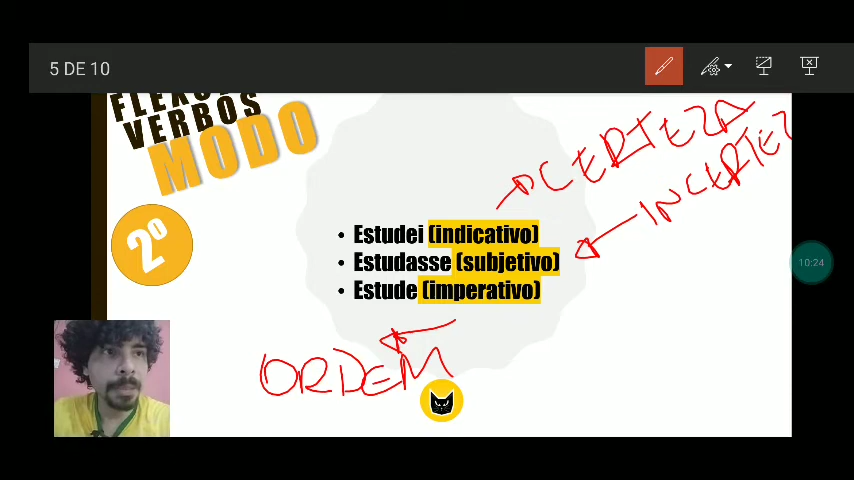 5 DE 10
VERBOS
MODO
CERTEZA
INCERTEZ
2º
• Estudei (indicativo)
• Estudasse (subjetivo)
• Estude (imperativo)
10:24
ORDEM